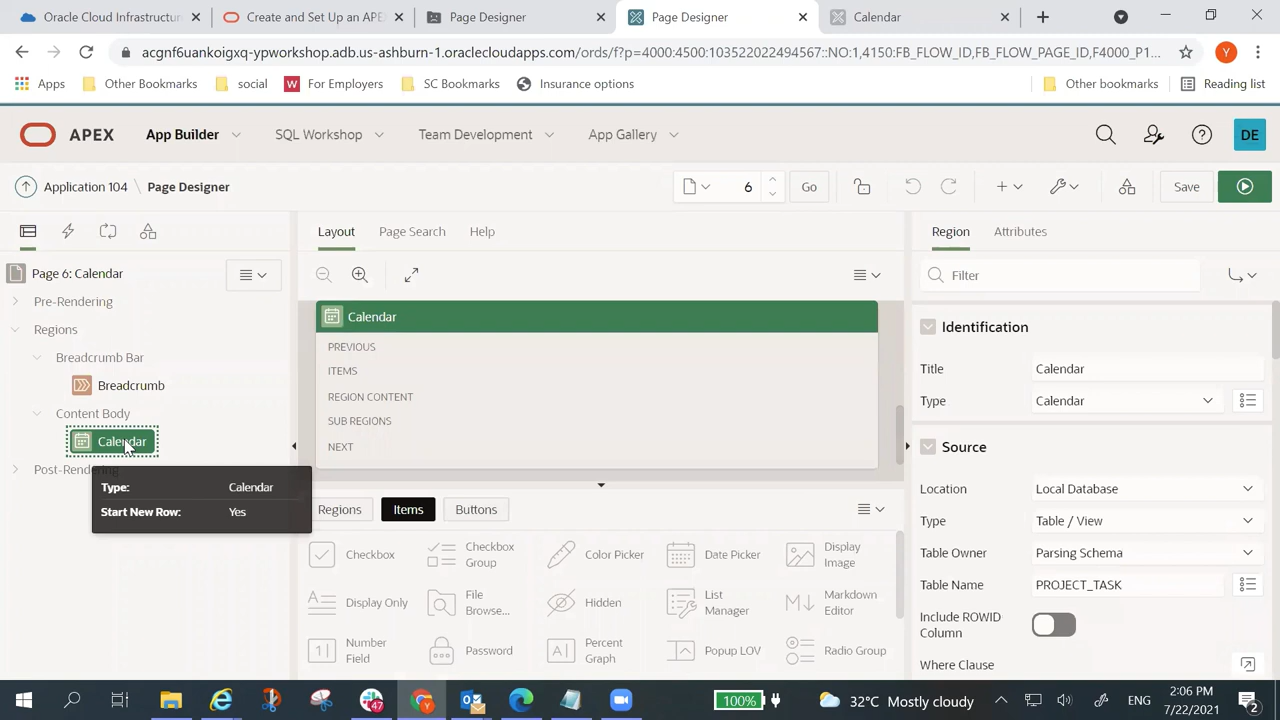 Oracle Cloud Infrastructure
Create and Set Up an APEX
Page Designer
Page Designer
Calendar
acgnf6uankoigxq-ypworkshop.adb.us-ashburn-1.oraclecloudapps.com/ords/f?p=4000:4500:103522022494567::NO:1,4150:FB_FLOW_ID,FB_FLOW_PAGE_ID,F4000_P1...
Y
Apps
Other Bookmarks
social
W For Employers
SC Bookmarks
Insurance options
Other bookmarks
Reading list
APEX
App Builder
SQL Workshop
Team Development
App Gallery
DE
Application 104
Page Designer
6
Go
Save
Layout
Page Search
Help
Region
Attributes
Page 6: Calendar
Filter
Pre-Rendering
Regions
Breadcrumb Bar
Breadcrumb
Content Body
Calendar
Post-Rendering
Type: Calendar
Start New Row: Yes
Calendar
PREVIOUS
ITEMS
REGION CONTENT
SUB REGIONS
NEXT
Regions
Items
Buttons
Checkbox
Checkbox
Group
Color Picker
Date Picker
Display
Image
Display Only
File
Browse...
Hidden
List
Manager
Markdown
Editor
Number
Field
Password
Percent
Graph
Popup LOV
Radio Group
Identification
Title Calendar
Type Calendar
Source
Location Local Database
Type Table / View
Table Owner Parsing Schema
Table Name PROJECT_TASK
Include ROWID
Column
Where Clause
47
Y
100%
32°C Mostly cloudy
ENG
2:06 PM
7/22/2021
2